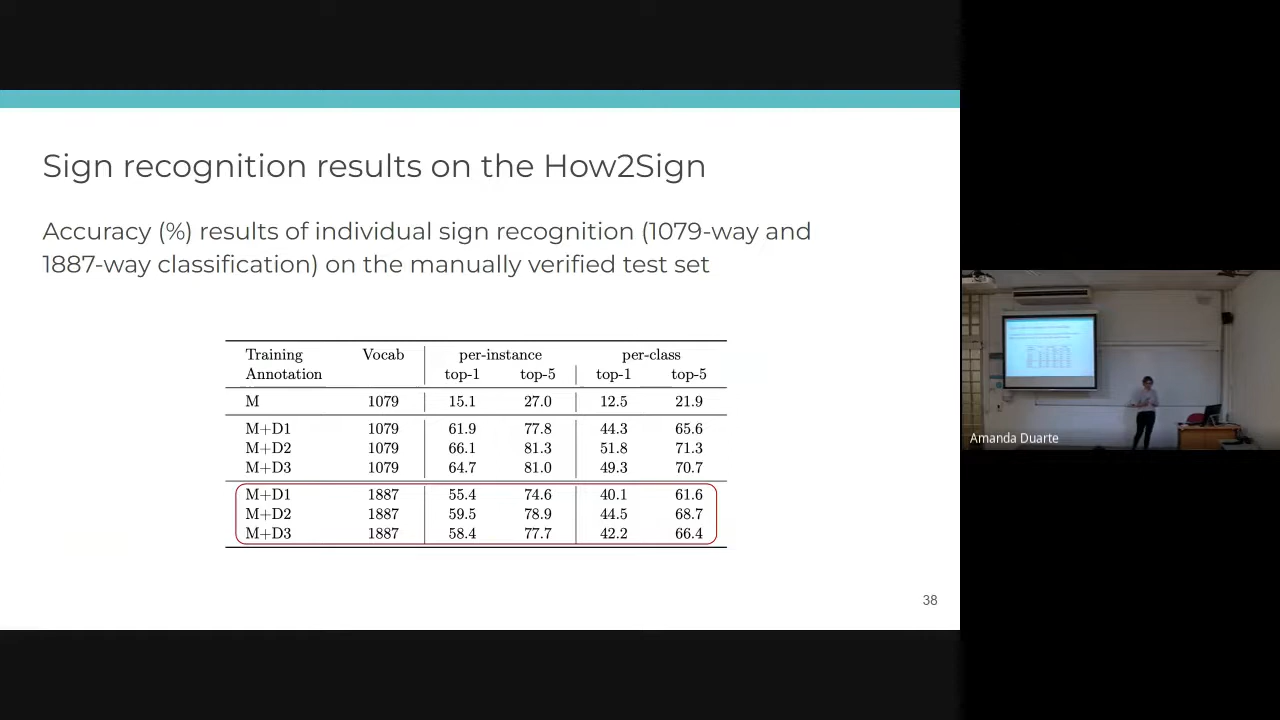 Sign recognition results on the How2Sign
Accuracy (%) results of individual sign recognition (1079-way and
1887-way classification) on the manually verified test set
Training Vocab per-instance per-class
Annotation top-1 top-5 top-1 top-5
M 1079 15.1 27.0 12.5 21.9
M+D1 1079 61.9 77.8 44.3 65.6
M+D2 1079 66.1 81.3 51.8 71.3
M+D3 1079 64.7 81.0 49.3 70.7
M+D1 1887 55.4 74.6 40.1 61.6
M+D2 1887 59.5 78.9 44.5 68.7
M+D3 1887 58.4 77.7 42.2 66.4
38
Amanda Duarte